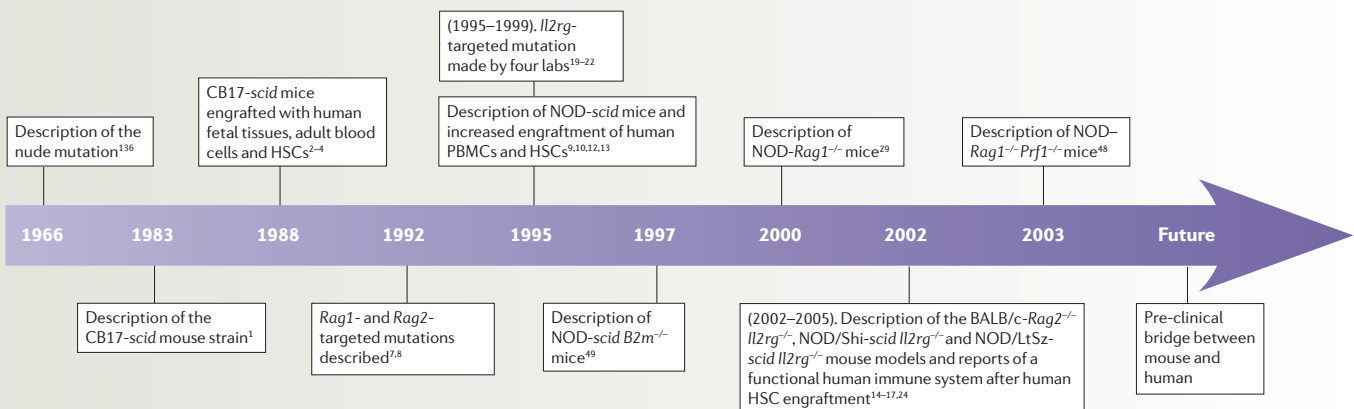 (1995–1999). Il2rg-
targeted mutation
made by four labs¹⁹⁻²²
CB17-scid mice
engrafted with human
fetal tissues, adult blood
cells and HSCs²⁻⁴
Description of NOD-scid mice and
increased engraftment of human
PBMCs and HSCs⁹,¹⁰,¹²,¹³
Description of the
nude mutation¹³⁶
Description of
NOD-Rag1⁻/⁻ mice²⁹
Description of NOD–
Rag1⁻/⁻Prf1⁻/⁻ mice⁴⁸
1966 1983 1988 1992 1995 1997 2000 2002 2003 Future
Description of the
CB17-scid mouse strain¹
Rag1- and Rag2-
targeted mutations
described⁷,⁸
Description of
NOD-scid B2m⁻/⁻
mice⁴⁹
(2002–2005). Description of the BALB/c-Rag2⁻/⁻
Il2rg⁻/⁻, NOD/Shi-scid Il2rg⁻/⁻ and NOD/LtSz-
scid Il2rg⁻/⁻ mouse models and reports of a
functional human immune system after human
HSC engraftment¹⁴⁻¹⁷,²⁴
Pre-clinical
bridge between
mouse and
human